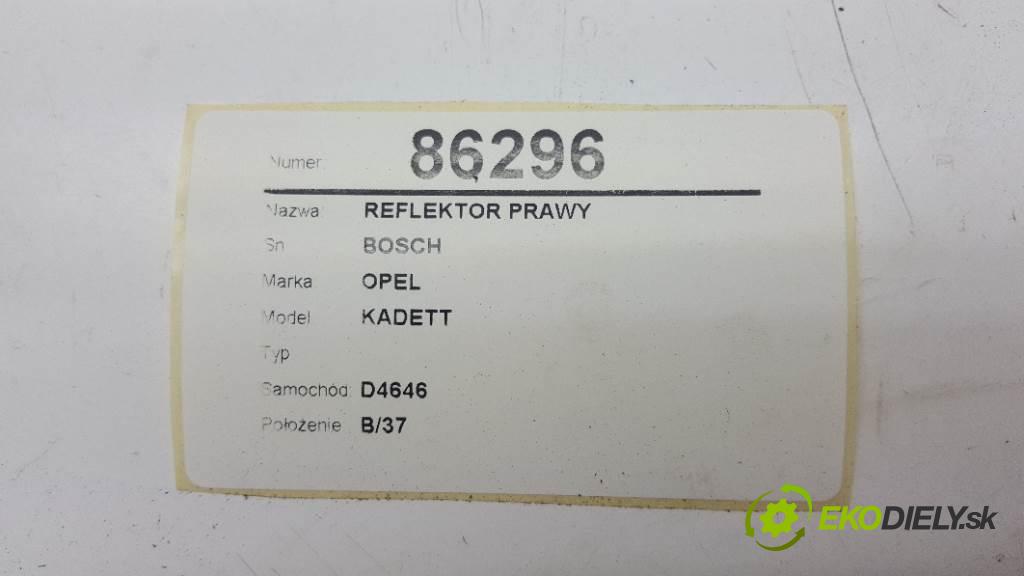 Numer: 86296
Nazwa: REFLEKTOR PRAWY
Sn BOSCH
Marka OPEL
Model KADETT
Typ
Samochód: D4646
Położenie B/37
EKODIELY.sk